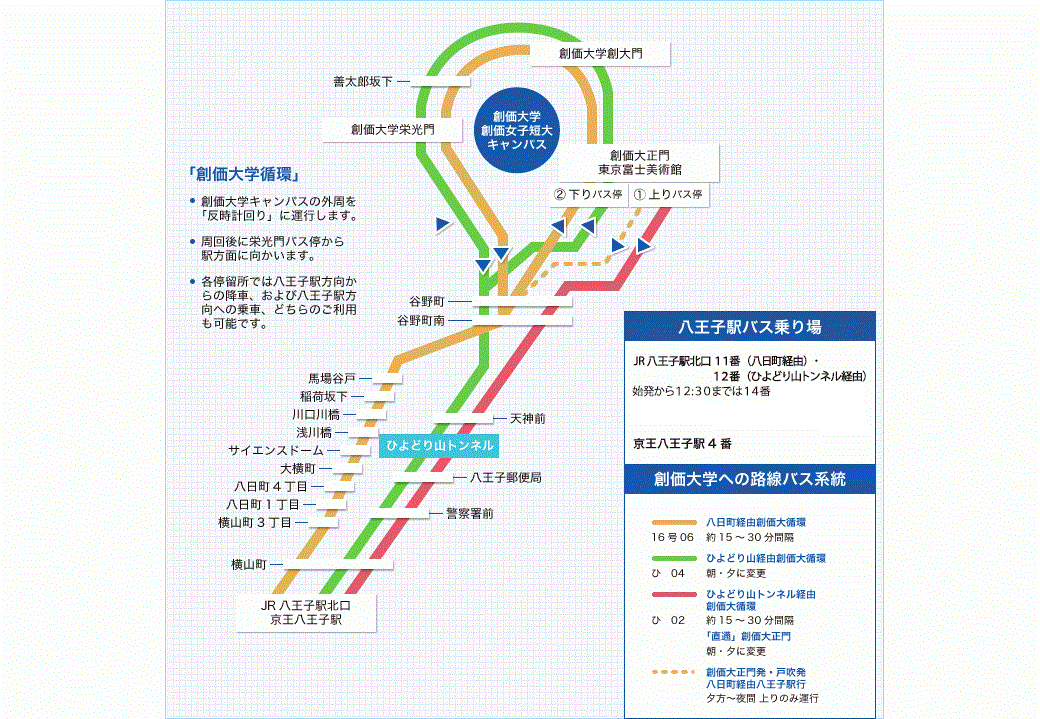 創価大学創大門
善太郎坂下
創価大学栄光門
創価大学
創価女子短大
キャンパス
創価大正門
東京富士美術館
② 下りバス停
① 上りバス停
「創価大学循環」
● 創価大学キャンパスの外周を
「反時計回り」に運行します。
● 周回後に栄光門バス停から
駅方面に向かいます。
● 各停留所では八王子駅方向か
らの降車、および八王子駅方
向への乗車、どちらのご利用
も可能です。
谷野町
谷野町南
馬場谷戸
稲荷坂下
川口川橋
浅川橋
サイエンスドーム
大横町
八日町４丁目
八日町１丁目
横山町３丁目
横山町
天神前
ひよどり山トンネル
八王子郵便局
警察署前
JR 八王子駅北口
京王八王子駅
八王子駅バス乗り場
JR 八王子駅北口 11番（八日町経由）・
12番（ひよどり山トンネル経由）
始発から12:30までは14番
京王八王子駅 4 番
創価大学への路線バス系統
八日町経由創価大循環
16 号 06 約 15 〜 30 分間隔
ひよどり山経由創価大循環
ひ 04 朝・夕に変更
ひよどり山トンネル経由
創価大循環
ひ 02 約 15 〜 30 分間隔
「直通」創価大正門
朝・夕に変更
創価大正門発・戸吹発
八日町経由八王子駅行
夕方〜夜間 上りのみ運行